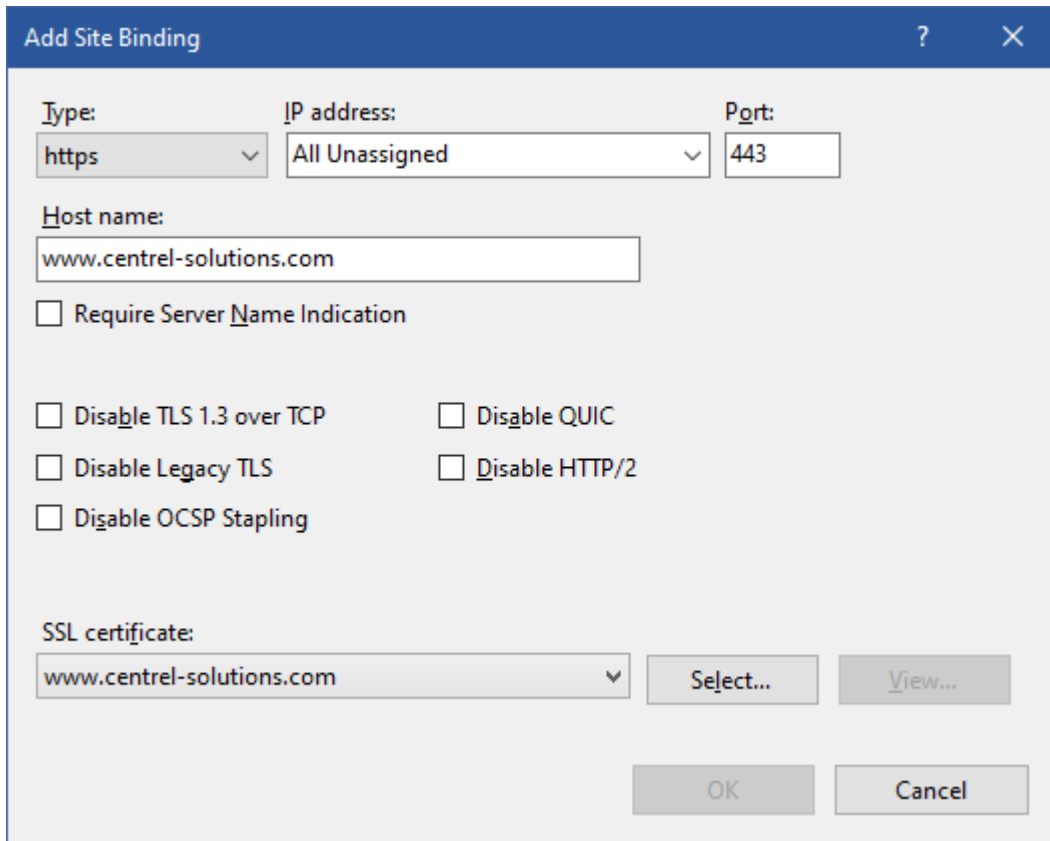 Add Site Binding ?
Type: IP address: Port:
https All Unassigned 443
Host name:
www.centrel-solutions.com
Require Server Name Indication
Disable TLS 1.3 over TCP Disable QUIC
Disable Legacy TLS Disable HTTP/2
Disable OCSP Stapling
SSL certificate:
www.centrel-solutions.com Select... View...
OK Cancel